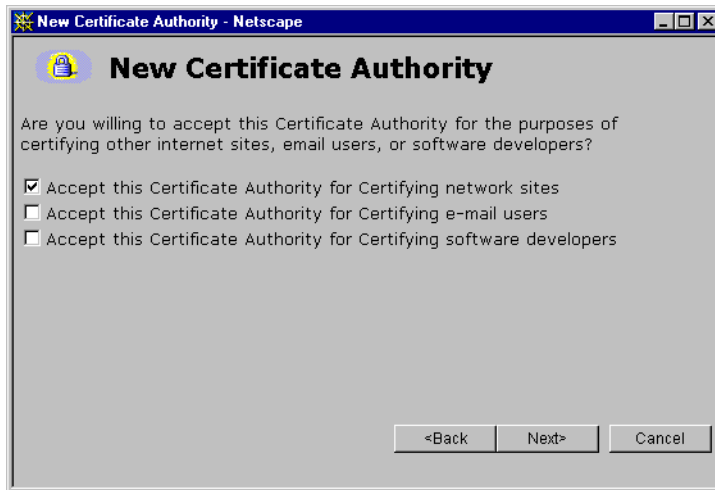 New Certificate Authority - Netscape
New Certificate Authority
Are you willing to accept this Certificate Authority for the purposes of
certifying other internet sites, email users, or software developers?
Accept this Certificate Authority for Certifying network sites
Accept this Certificate Authority for Certifying e-mail users
Accept this Certificate Authority for Certifying software developers
<Back Next> Cancel